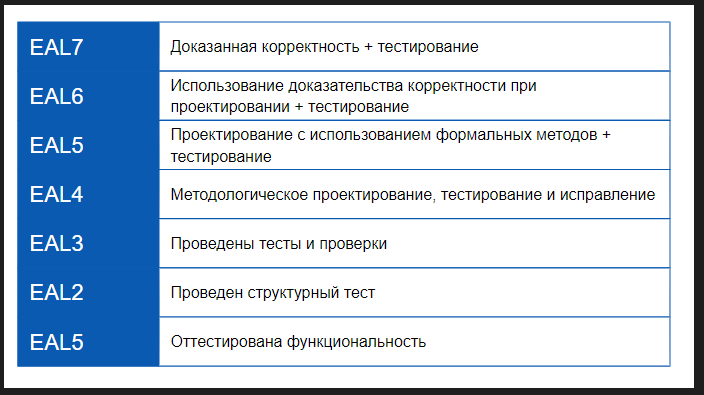 EAL7
Доказанная корректность + тестирование
EAL6
Использование доказательства корректности при
проектировании + тестирование
EAL5
Проектирование с использованием формальных методов +
тестирование
EAL4
Методологическое проектирование, тестирование и исправление
EAL3
Проведены тесты и проверки
EAL2
Проведен структурный тест
EAL5
Оттестирована функциональность